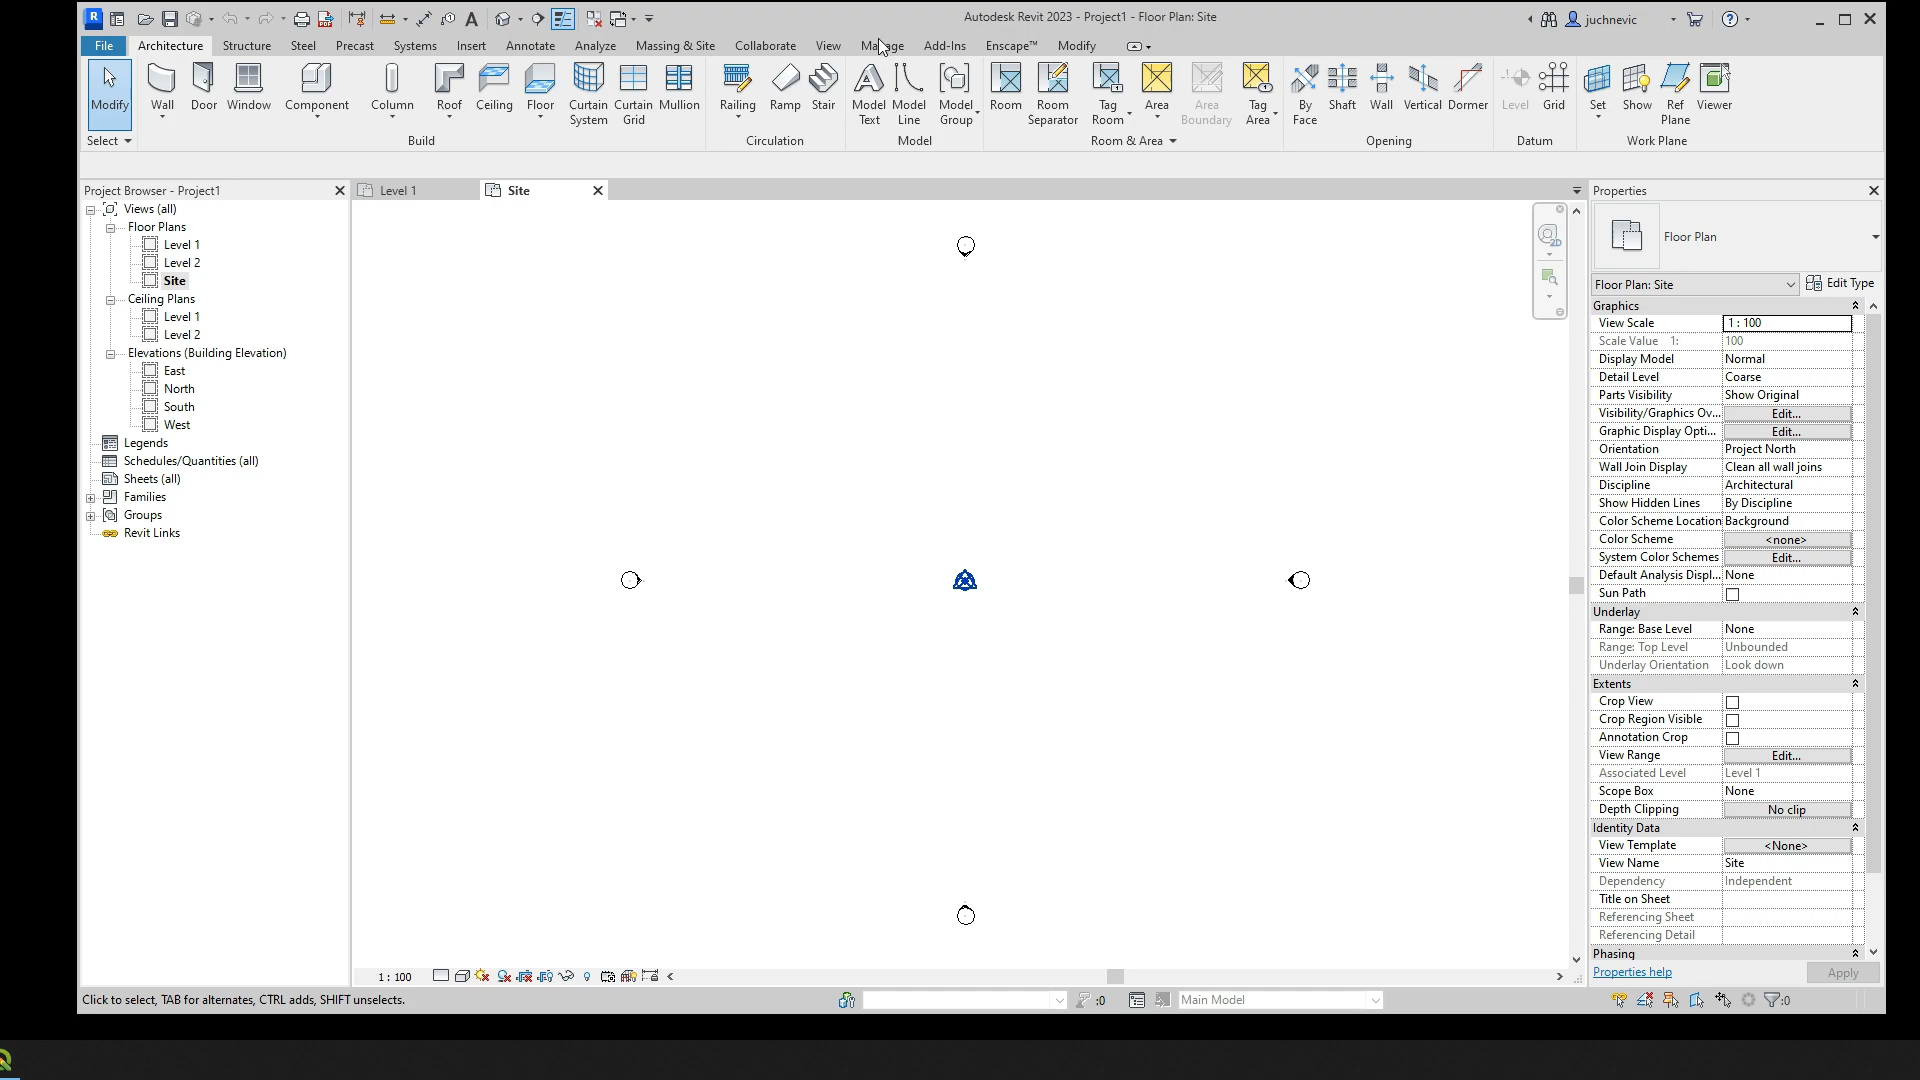 Autodesk Revit 2023 - Project1 - Floor Plan: Site
juchnevic
File
Architecture
Structure
Steel
Precast
Systems
Insert
Annotate
Analyze
Massing & Site
Collaborate
View
Manage
Add-Ins
Enscape™
Modify
Modify
Wall
Door
Window
Component
Column
Roof
Ceiling
Floor
Curtain System
Curtain Grid
Mullion
Railing
Ramp
Stair
Model Text
Model Line
Model Group
Room
Room Separator
Tag Room
Area
Area Boundary
Tag Area
By Face
Shaft
Wall
Vertical
Dormer
Level
Grid
Set
Show
Ref Plane
Viewer
Select
Build
Circulation
Model
Room & Area
Opening
Datum
Work Plane
Project Browser - Project1
Views (all)
Floor Plans
Level 1
Level 2
Site
Ceiling Plans
Level 1
Level 2
Elevations (Building Elevation)
East
North
South
West
Legends
Schedules/Quantities (all)
Sheets (all)
Families
Groups
Revit Links
Level 1
Site
2D
Properties
Floor Plan
Floor Plan: Site
Edit Type
Graphics
View Scale 1 : 100
Scale Value 1: 100
Display Model Normal
Detail Level Coarse
Parts Visibility Show Original
Visibility/Graphics Ov... Edit...
Graphic Display Opti... Edit...
Orientation Project North
Wall Join Display Clean all wall joins
Discipline Architectural
Show Hidden Lines By Discipline
Color Scheme Location Background
Color Scheme <none>
System Color Schemes Edit...
Default Analysis Displ... None
Sun Path
Underlay
Range: Base Level None
Range: Top Level Unbounded
Underlay Orientation Look down
Extents
Crop View
Crop Region Visible
Annotation Crop
View Range Edit...
Associated Level Level 1
Scope Box None
Depth Clipping No clip
Identity Data
View Template <None>
View Name Site
Dependency Independent
Title on Sheet
Referencing Sheet
Referencing Detail
Phasing
Properties help
Apply
1 : 100
Click to select, TAB for alternates, CTRL adds, SHIFT unselects.
:0
Main Model
:0